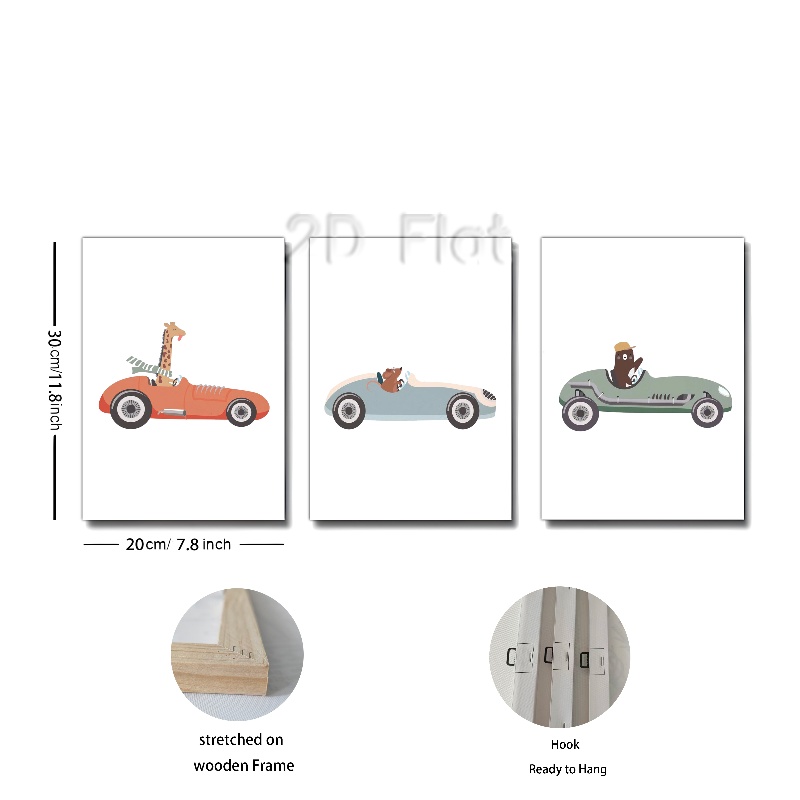 2D Flat
30cm/11.8inch
20cm/ 7.8 inch
stretched on
wooden Frame
Hook
Ready to Hang